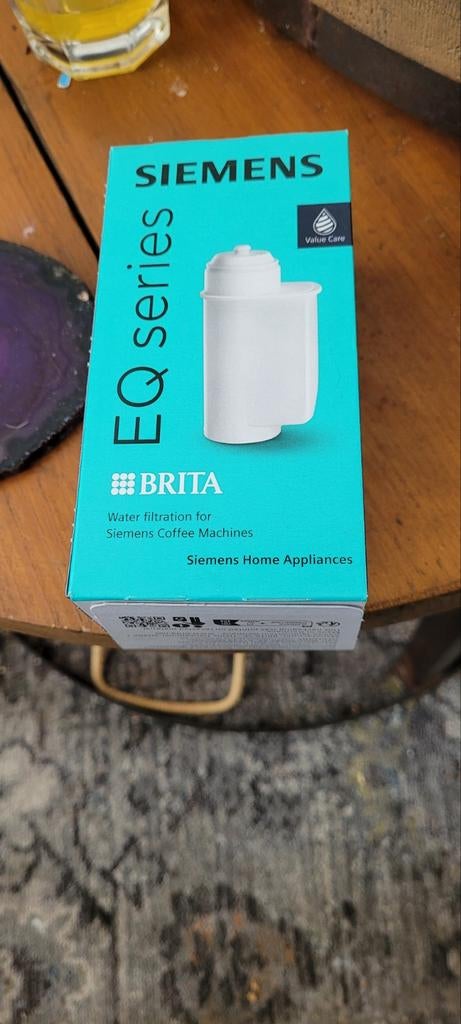 SIEMENS
EQ series
Value Care
BRITA
Water filtration for
Siemens Coffee Machines
Siemens Home Appliances